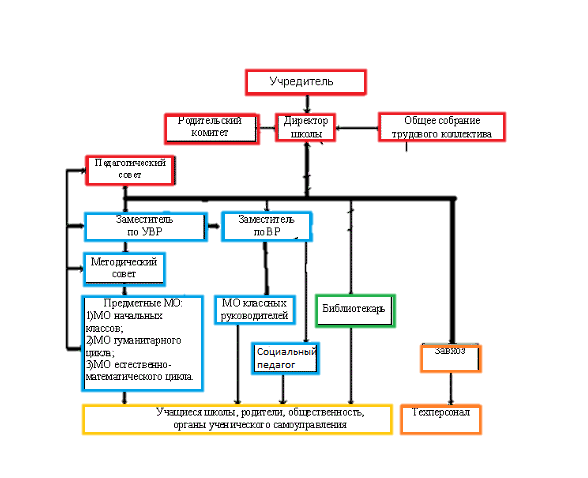 Учредитель
Родительский
комитет
Директор
школы
Общее собрание
трудового коллектива
Педагогический
совет
Заместитель
по УВР
Заместитель
по ВР
Методический
совет
Предметные МО:
1)МО начальных
классов;
2)МО гуманитарного
цикла;
3)МО естественно-
математического цикла.
МО классных
руководителей
Библиотекарь
Социальный
педагог
Завхоз
Учащиеся школы, родители, общественность,
органы ученического самоуправления
Техперсонал